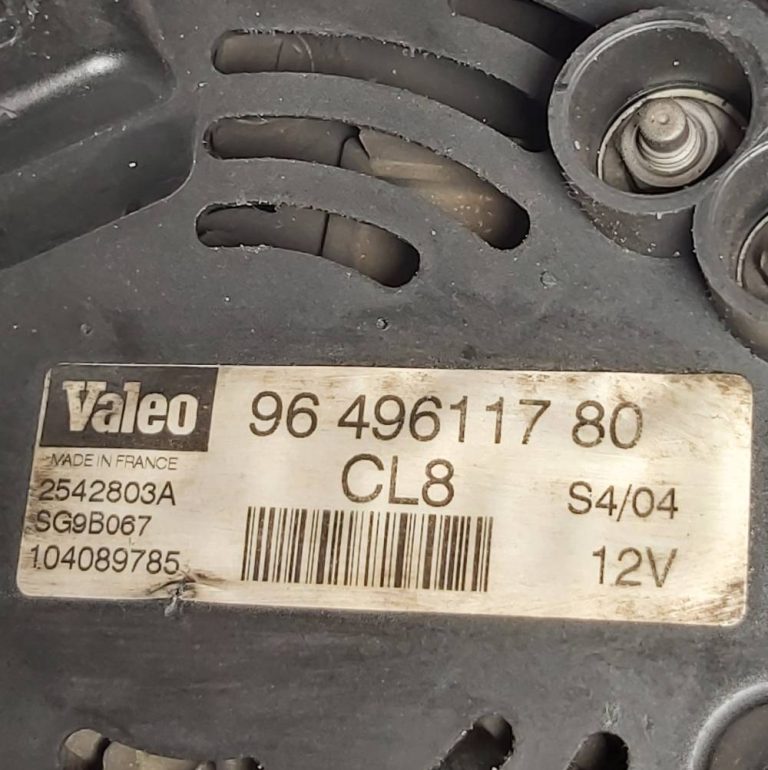 Valeo
96 496117 80
MADE IN FRANCE
CL8
2542803A
S4/04
SG9B067
104089785
12V